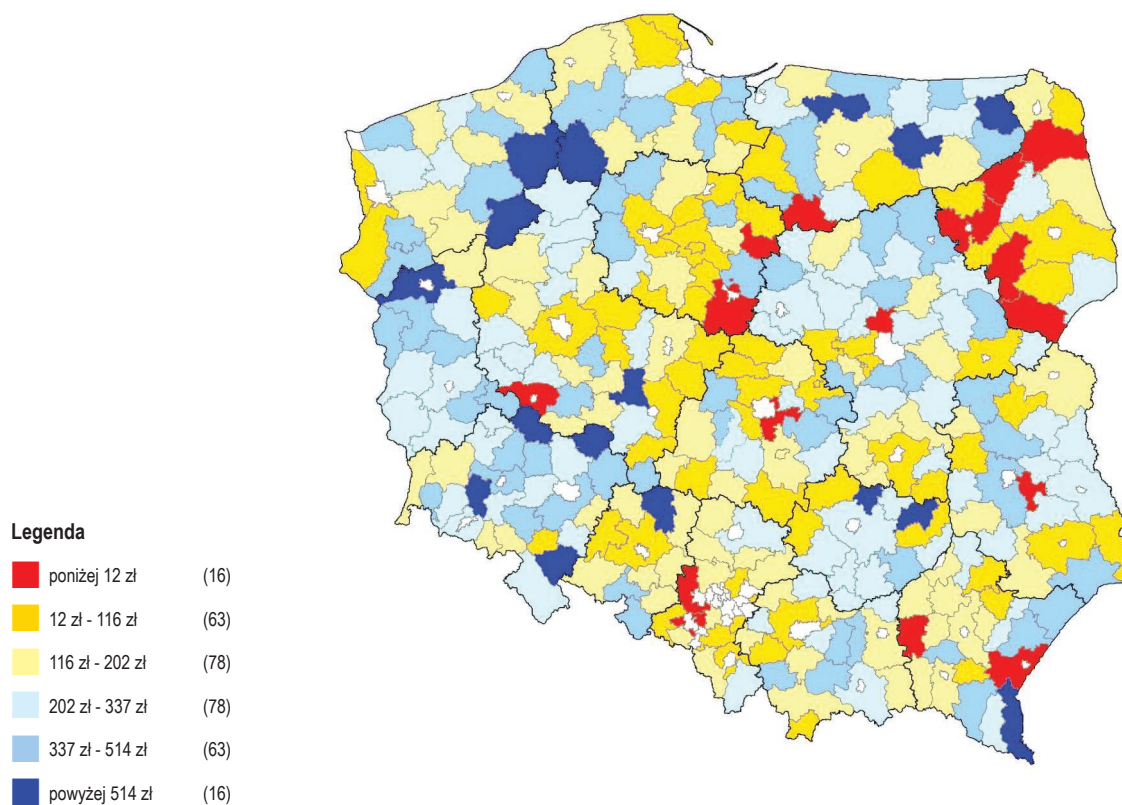 Legenda
poniżej 12 zł (16)
12 zł - 116 zł (63)
116 zł - 202 zł (78)
202 zł - 337 zł (78)
337 zł - 514 zł (63)
powyżej 514 zł (16)